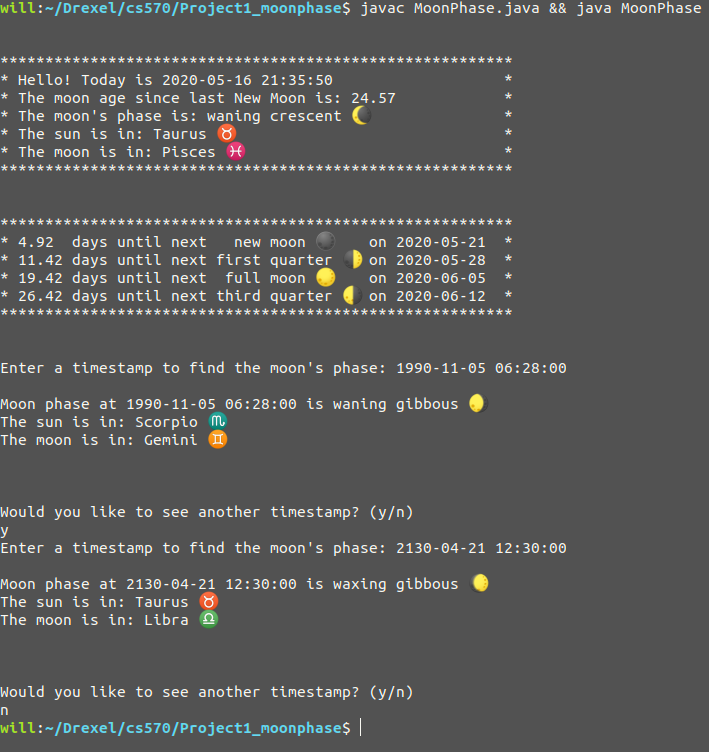 will:~/Drexel/cs570/Project1_moonphase$ javac MoonPhase.java && java MoonPhase
*********************************************************
* Hello! Today is 2020-05-16 21:35:50                   *
* The moon age since last New Moon is: 24.57            *
* The moon's phase is: waning crescent 🌘               *
* The sun is in: Taurus ♉                              *
* The moon is in: Pisces ♓                             *
*********************************************************
*********************************************************
* 4.92  days until next   new moon 🌑    on 2020-05-21  *
* 11.42 days until next first quarter 🌓 on 2020-05-28  *
* 19.42 days until next  full moon 🌕    on 2020-06-05  *
* 26.42 days until next third quarter 🌗 on 2020-06-12  *
*********************************************************
Enter a timestamp to find the moon's phase: 1990-11-05 06:28:00
Moon phase at 1990-11-05 06:28:00 is waning gibbous 🌖
The sun is in: Scorpio ♏
The moon is in: Gemini ♊
Would you like to see another timestamp? (y/n)
y
Enter a timestamp to find the moon's phase: 2130-04-21 12:30:00
Moon phase at 2130-04-21 12:30:00 is waxing gibbous 🌔
The sun is in: Taurus ♉
The moon is in: Libra ♎
Would you like to see another timestamp? (y/n)
n
will:~/Drexel/cs570/Project1_moonphase$